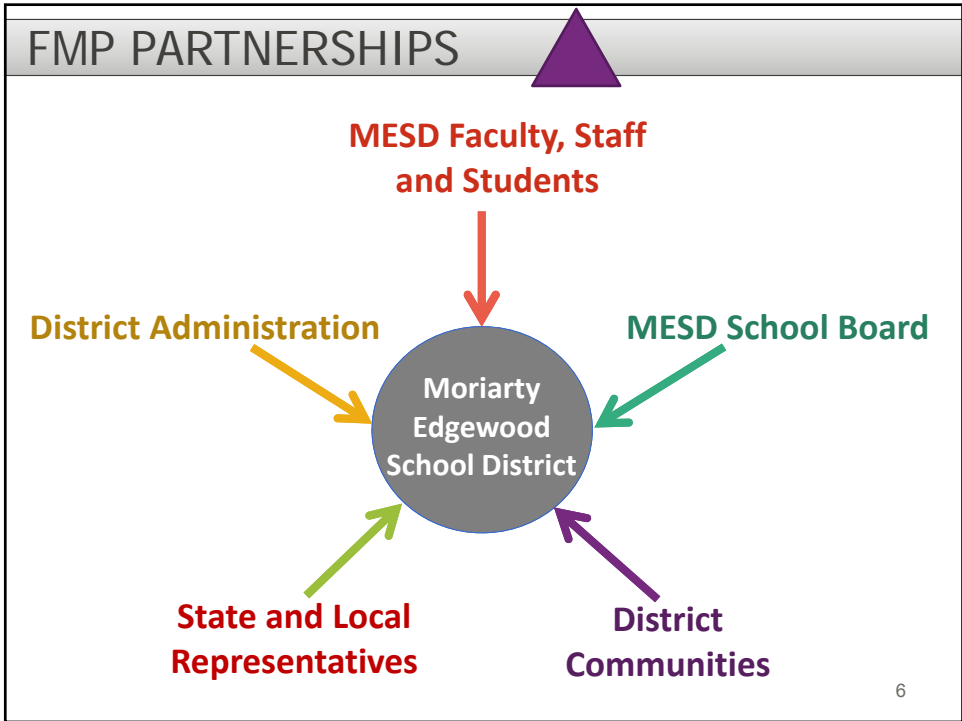 FMP PARTNERSHIPS
MESD Faculty, Staff
and Students
District Administration
MESD School Board
Moriarty
Edgewood
School District
State and Local
Representatives
District
Communities
6